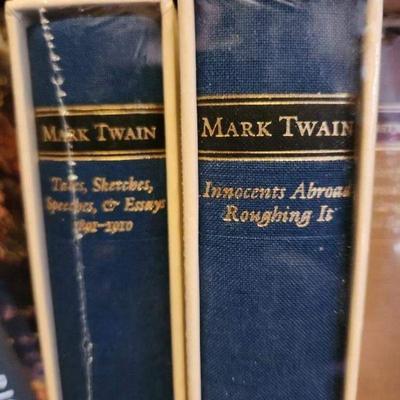 MARK TWAIN
Tales, Sketches,
Speeches, & Essays
1891–1910
MARK TWAIN
Innocents Abroad
Roughing It